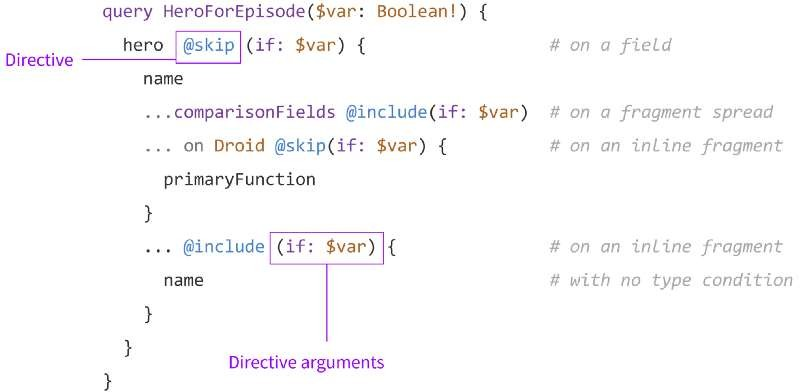 query HeroForEpisode($var: Boolean!) {
hero @skip (if: $var) { # on a field
Directive
name
...comparisonFields @include(if: $var) # on a fragment spread
... on Droid @skip(if: $var) { # on an inline fragment
primaryFunction
}
... @include (if: $var) { # on an inline fragment
name # with no type condition
}
}
Directive arguments
}